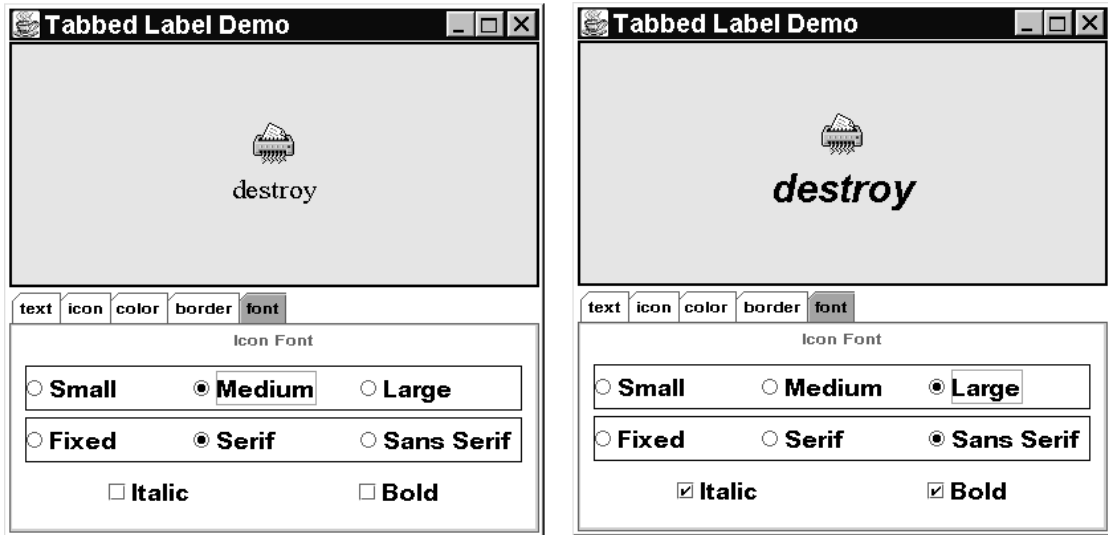 Tabbed Label Demo
destroy
text icon color border font
Icon Font
Small Medium Large
Fixed Serif Sans Serif
Italic Bold
Tabbed Label Demo
destroy
text icon color border font
Icon Font
Small Medium Large
Fixed Serif Sans Serif
Italic Bold